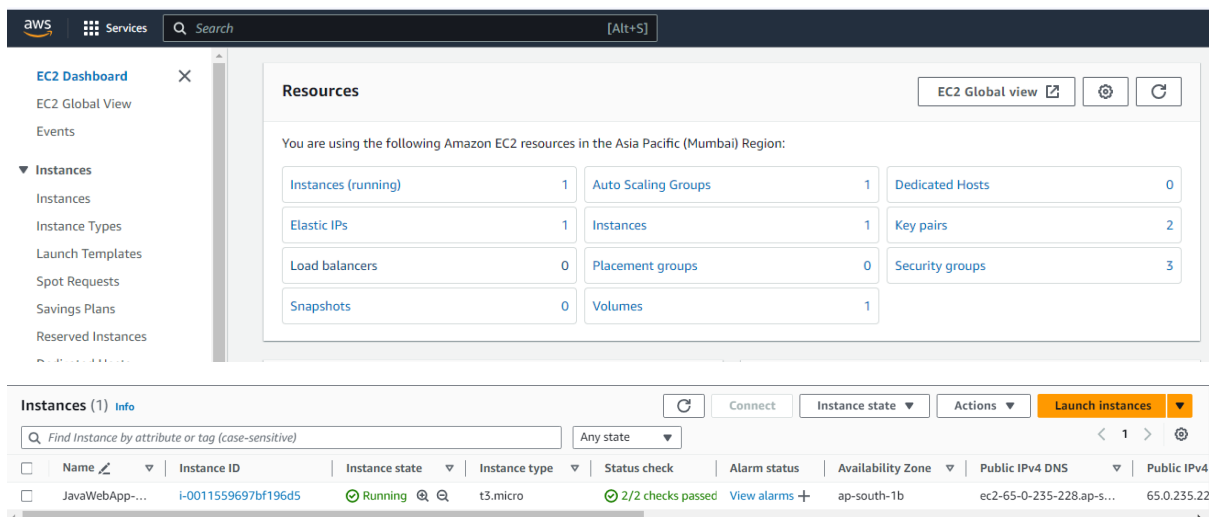 aws Services Search [Alt+S]
EC2 Dashboard
EC2 Global View
Events
Instances
Instances
Instance Types
Launch Templates
Spot Requests
Savings Plans
Reserved Instances
Resources
EC2 Global view
You are using the following Amazon EC2 resources in the Asia Pacific (Mumbai) Region:
Instances (running) 1 Auto Scaling Groups 1 Dedicated Hosts 0
Elastic IPs 1 Instances 1 Key pairs 2
Load balancers 0 Placement groups 0 Security groups 3
Snapshots 0 Volumes 1
Instances (1) Info Connect Instance state Actions Launch instances
Find Instance by attribute or tag (case-sensitive) Any state 1
Name Instance ID Instance state Instance type Status check Alarm status Availability Zone Public IPv4 DNS Public IPv4
JavaWebApp-... i-0011559697bf196d5 Running t3.micro 2/2 checks passed View alarms ap-south-1b ec2-65-0-235-228.ap-s... 65.0.235.22